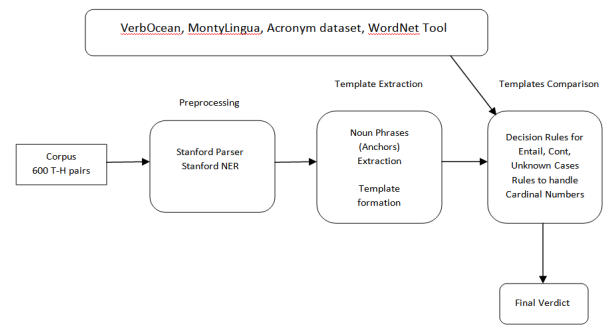 VerbOcean, MontyLingua, Acronym dataset, WordNet Tool
Template Extraction
Templates Comparison
Preprocessing
Corpus
600 T-H pairs
Stanford Parser
Stanford NER
Noun Phrases
(Anchors)
Extraction
Template
formation
Decision Rules for
Entail, Cont,
Unknown Cases
Rules to handle
Cardinal Numbers
Final Verdict